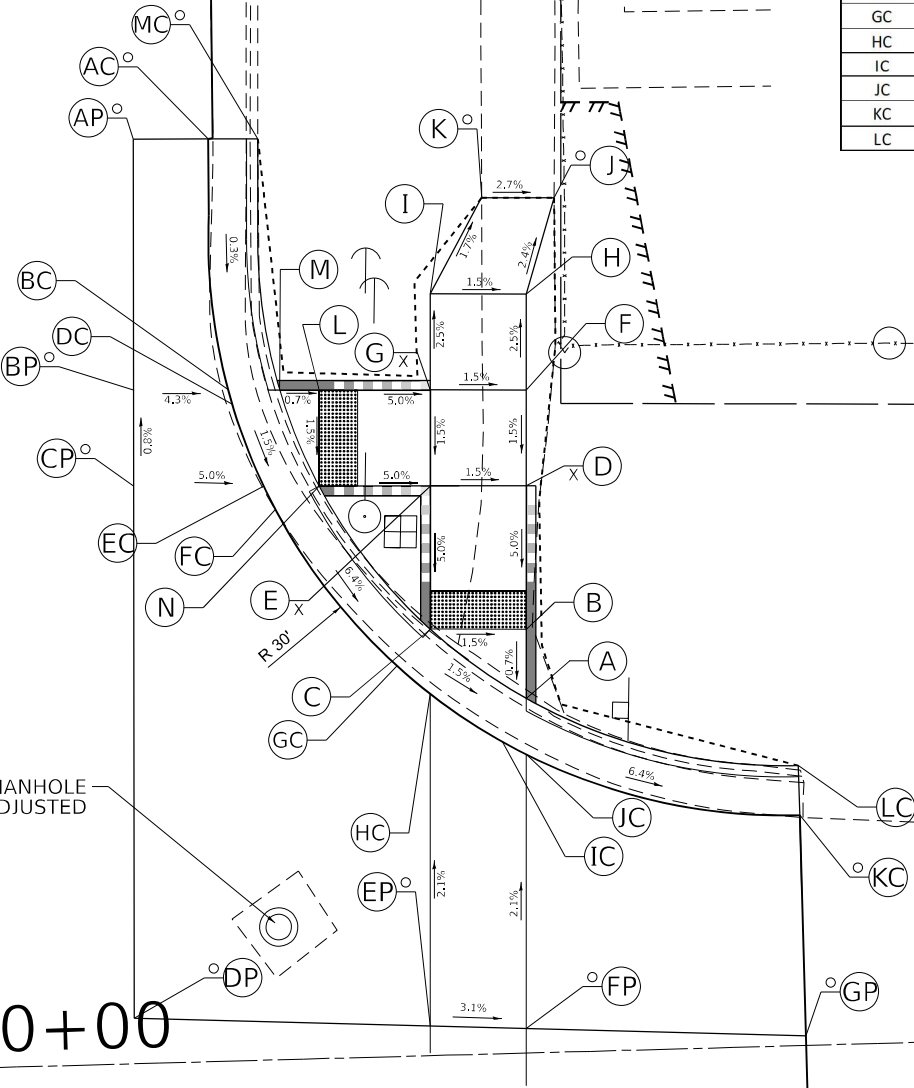 MC
GC
HC
IC
JC
KC
LC
AC
AP
K
J
2.7%
I
1.7%
2.4%
H
0.3%
M
1.5%
BC
L
2.5%
2.5%
F
DC
G X
BP
1.5%
4.3%
0.7%
5.0%
0.8%
1.5%
1.5%
1.5%
1.5%
CP
5.0%
5.0%
1.5%
X D
EC
FC
5.0%
5.0%
6.4%
N
E X
B
R 30'
1.5%
0.7%
A
1.5%
C
GC
6.4%
MANHOLE
DJUSTED
LC
JC
HC
IC
KC
2.1%
EP
2.1%
DP
FP
GP
3.1%
0+00